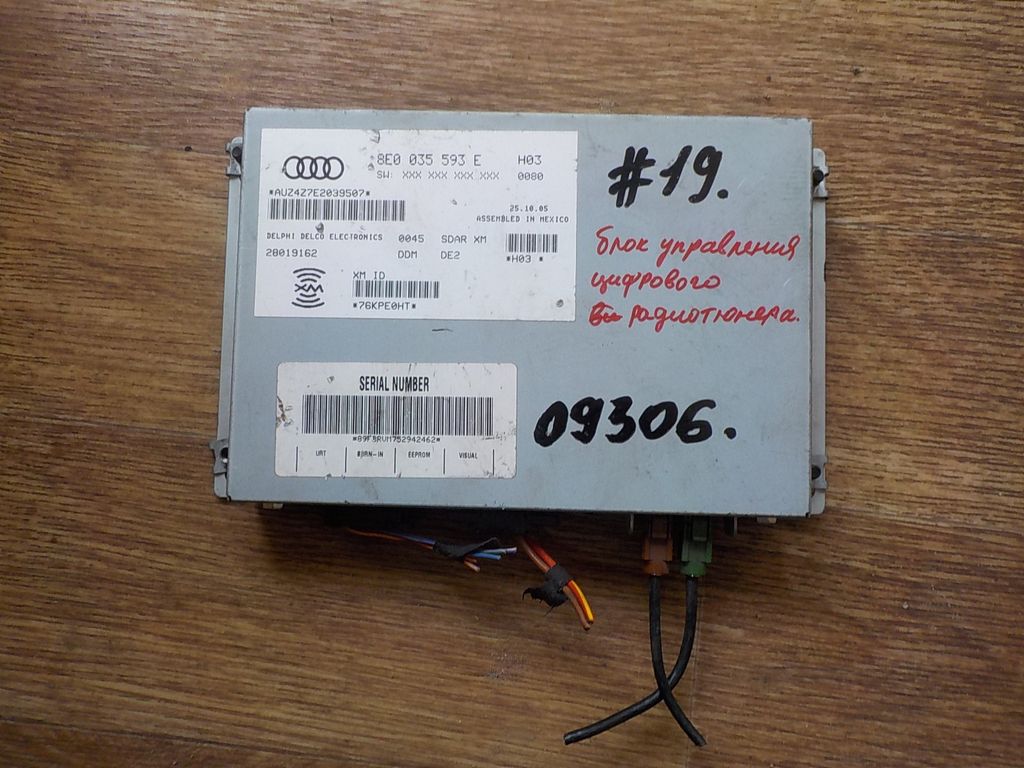 8E0 035 593 E H03
SW: XXX XXX XXX XXX 0080
*AUZ4Z7E2039507*
25.10.05
ASSEMBLED IN MEXICO
DELPHI DELCO ELECTRONICS 0045 SDAR XM
28019162 DDM DE2 *H03 *
XM ID
XM
*76KPE0HT*
#19.
блок управления
цифрового
радиотюнера.
SERIAL NUMBER
*89F3RUM752942462*
URT BURN-IN EEPROM VISUAL
09306.